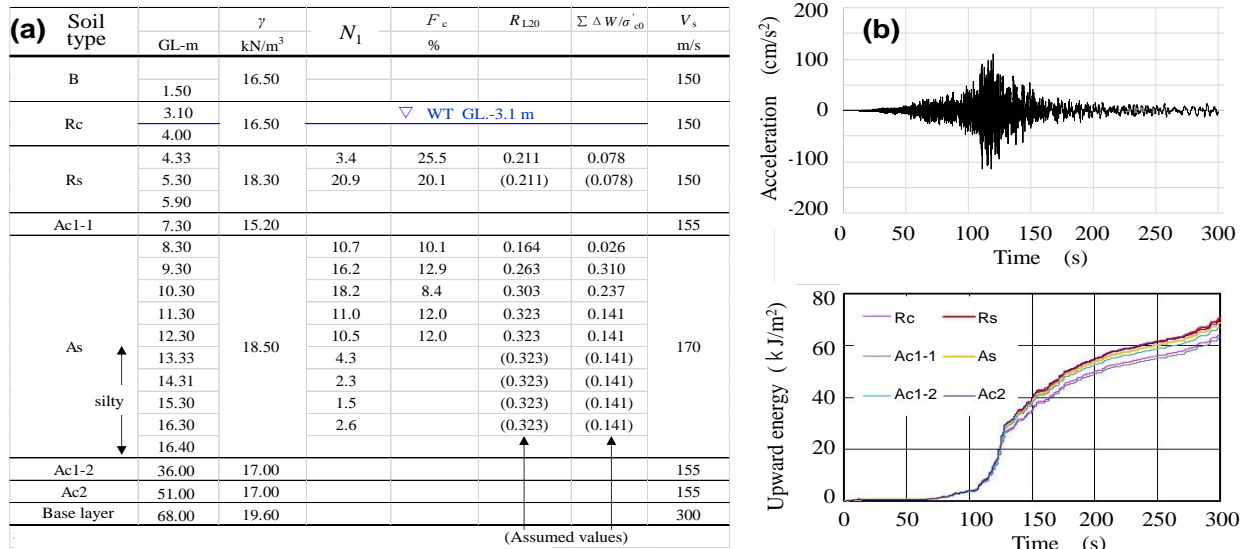 (a)
Soil type GL-m γ kN/m³ N₁ F c % R L20 Σ Δ W/σ'c0 V s m/s
B 16.50 150
1.50
Rc 3.10 16.50 ▽ WT GL.-3.1 m 150
4.00
Rs 4.33 18.30 3.4 25.5 0.211 0.078 150
5.30 20.9 20.1 (0.211) (0.078)
5.90
Ac1-1 7.30 15.20 155
As 8.30 18.50 10.7 10.1 0.164 0.026 170
9.30 16.2 12.9 0.263 0.310
10.30 18.2 8.4 0.303 0.237
11.30 11.0 12.0 0.323 0.141
12.30 10.5 12.0 0.323 0.141
silty 13.33 4.3 (0.323) (0.141)
14.31 2.3 (0.323) (0.141)
15.30 1.5 (0.323) (0.141)
16.30 2.6 (0.323) (0.141)
16.40
Ac1-2 36.00 17.00 155
Ac2 51.00 17.00 155
Base layer 68.00 19.60 300
(Assumed values)
(b)
Acceleration (cm/s²)
200
100
0
-100
-200
0 50 100 150 200 250 300
Time (s)
Upward energy (kJ/m²)
80
60
40
20
0
Rc Rs
Ac1-1 As
Ac1-2 Ac2
0 50 100 150 200 250 300
Time (s)